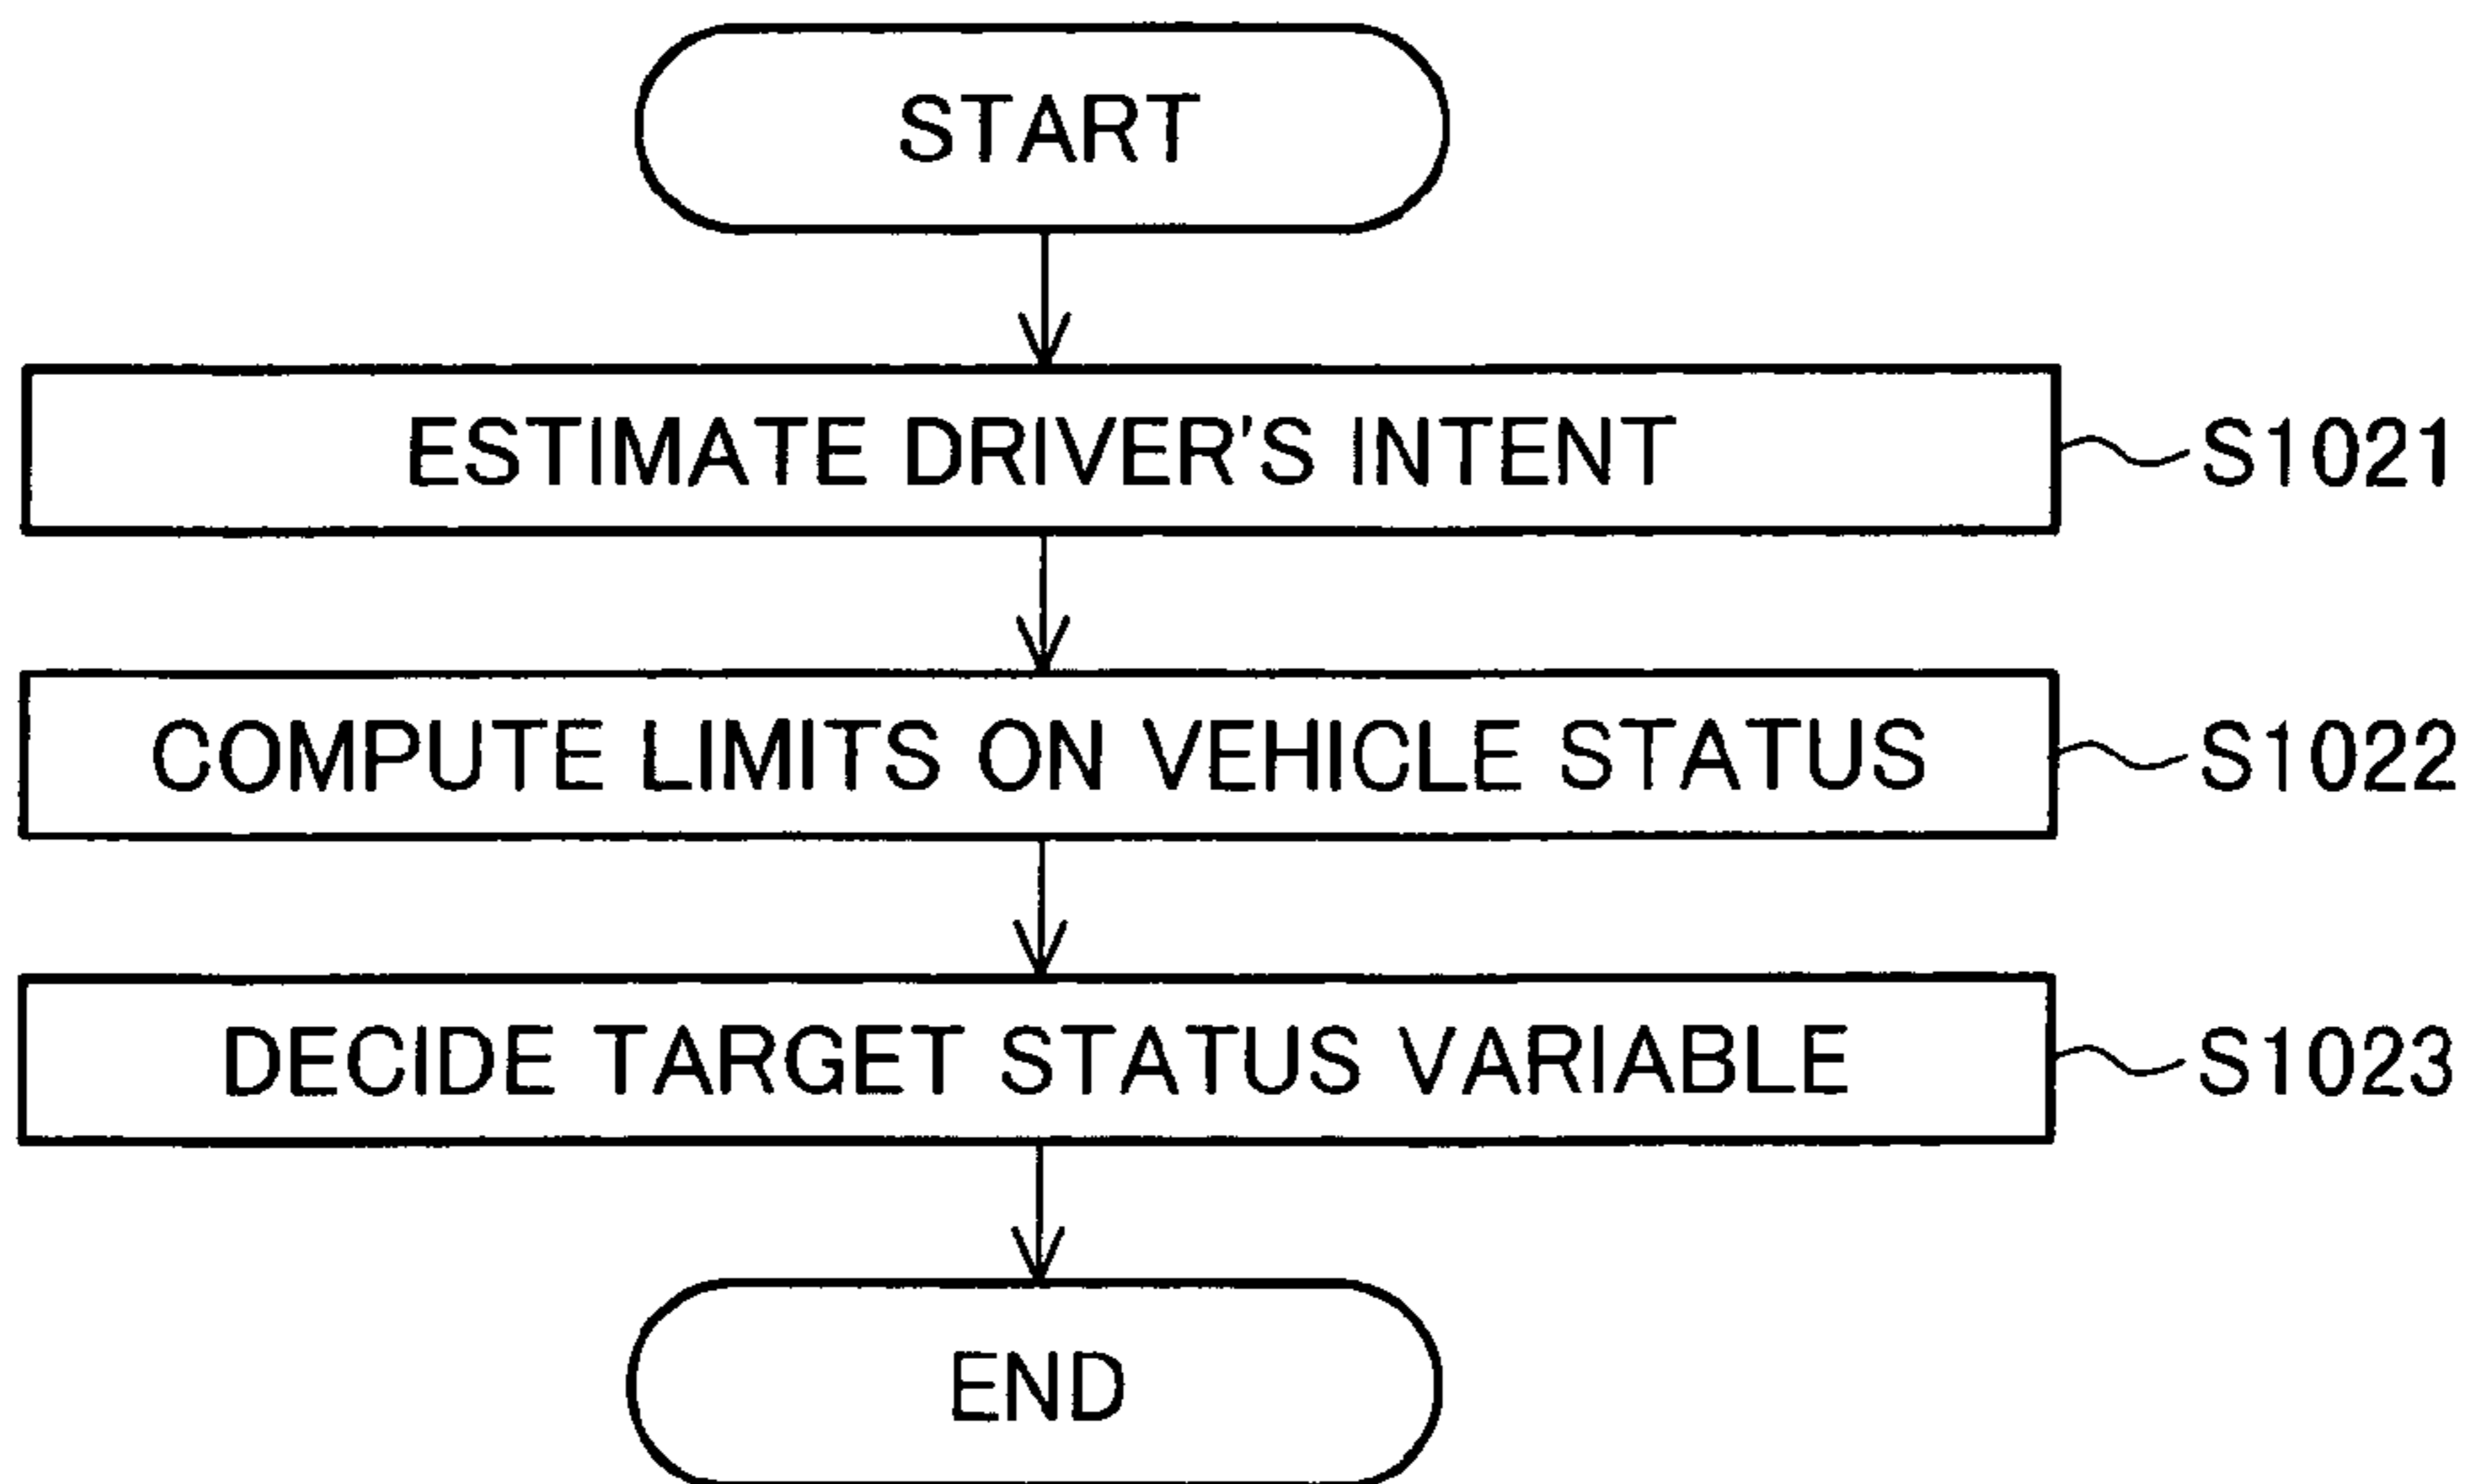 START
ESTIMATE DRIVER'S INTENT
S1021
COMPUTE LIMITS ON VEHICLE STATUS
S1022
DECIDE TARGET STATUS VARIABLE
S1023
END